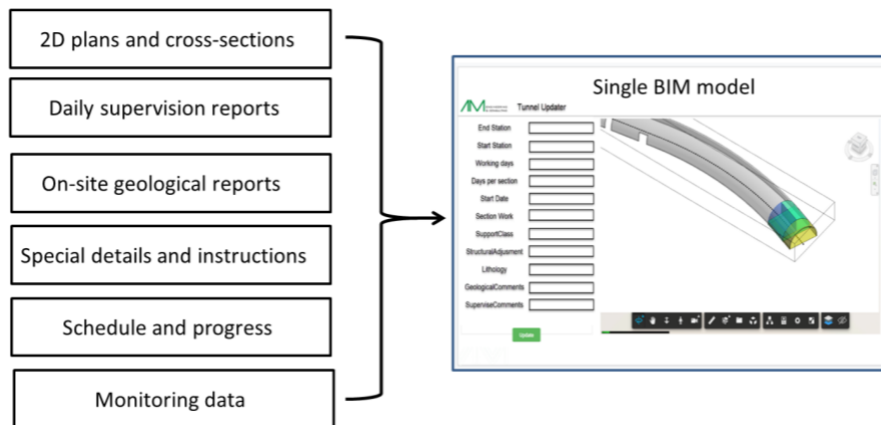 2D plans and cross-sections
Daily supervision reports
On-site geological reports
Special details and instructions
Schedule and progress
Monitoring data
Single BIM model
Tunnel Updater
End Station
Start Station
Working days
Days per section
Start Date
Section Work
SupportClass
StructuralAdjusment
Lithology
GeologicalComments
SuperviseComments
Update